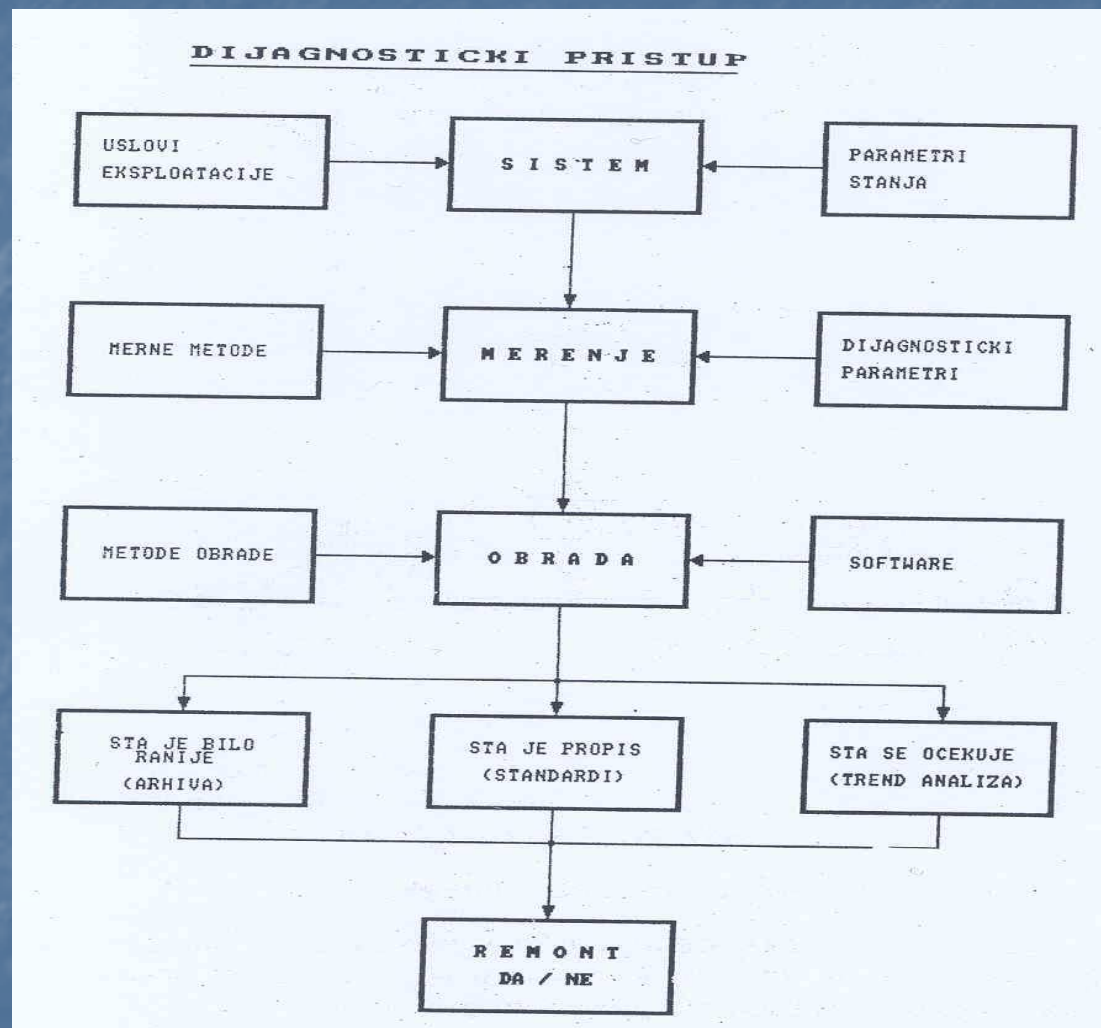 DIJAGNOSTICKI PRISTUP
USLOVI
EKSPLOATACIJE
SISTEM
PARAMETRI
STANJA
MERNE METODE
MERENJE
DIJAGNOSTICKI
PARAMETRI
METODE OBRADE
OBRADA
SOFTWARE
STA JE BILO
RANIJE
(ARHIVA)
STA JE PROPIS
(STANDARDI)
STA SE OCEKUJE
(TREND ANALIZA)
REMONT
DA / NE